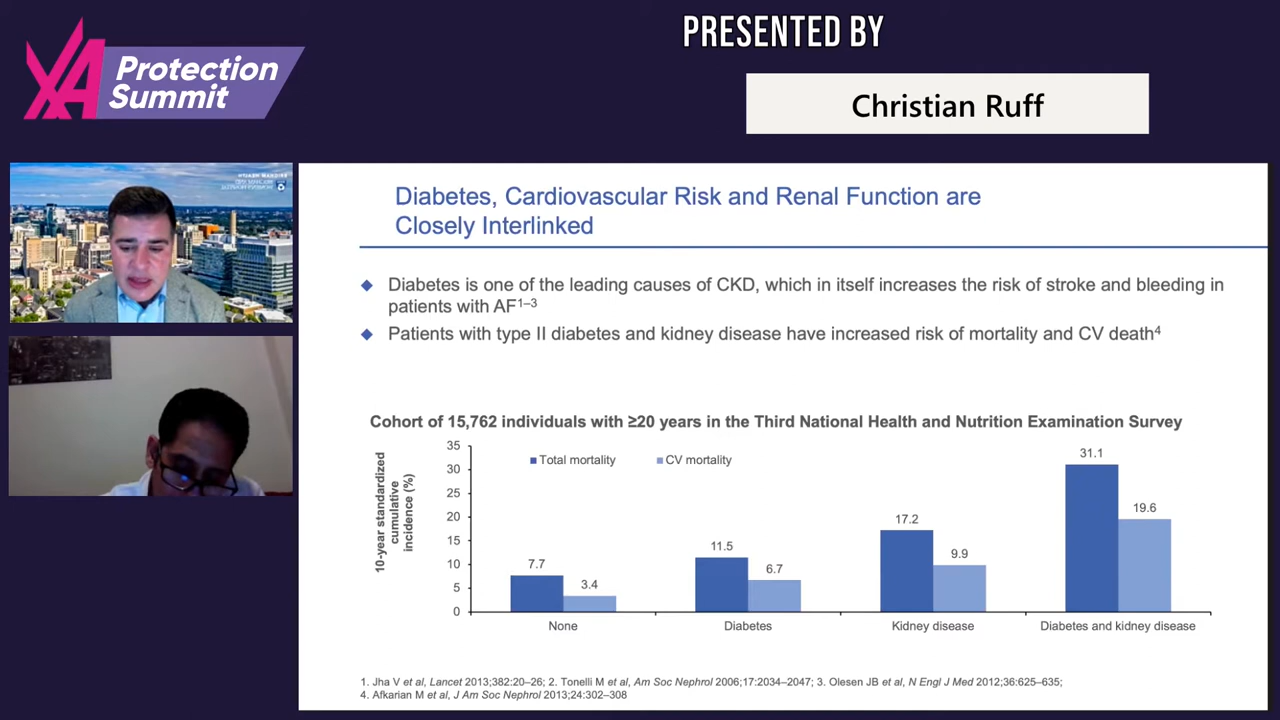 PRESENTED BY
Christian Ruff
Protection
Summit
Diabetes, Cardiovascular Risk and Renal Function are
Closely Interlinked
◆ Diabetes is one of the leading causes of CKD, which in itself increases the risk of stroke and bleeding in
patients with AF1–3
◆ Patients with type II diabetes and kidney disease have increased risk of mortality and CV death4
Cohort of 15,762 individuals with ≥20 years in the Third National Health and Nutrition Examination Survey
10-year standardized
cumulative
incidence (%)
35
30
25
20
15
10
5
0
Total mortality
CV mortality
7.7
3.4
11.5
6.7
17.2
9.9
31.1
19.6
None
Diabetes
Kidney disease
Diabetes and kidney disease
1. Jha V et al, Lancet 2013;382:20–26; 2. Tonelli M et al, Am Soc Nephrol 2006;17:2034–2047; 3. Olesen JB et al, N Engl J Med 2012;36:625–635;
4. Afkarian M et al, J Am Soc Nephrol 2013;24:302–308